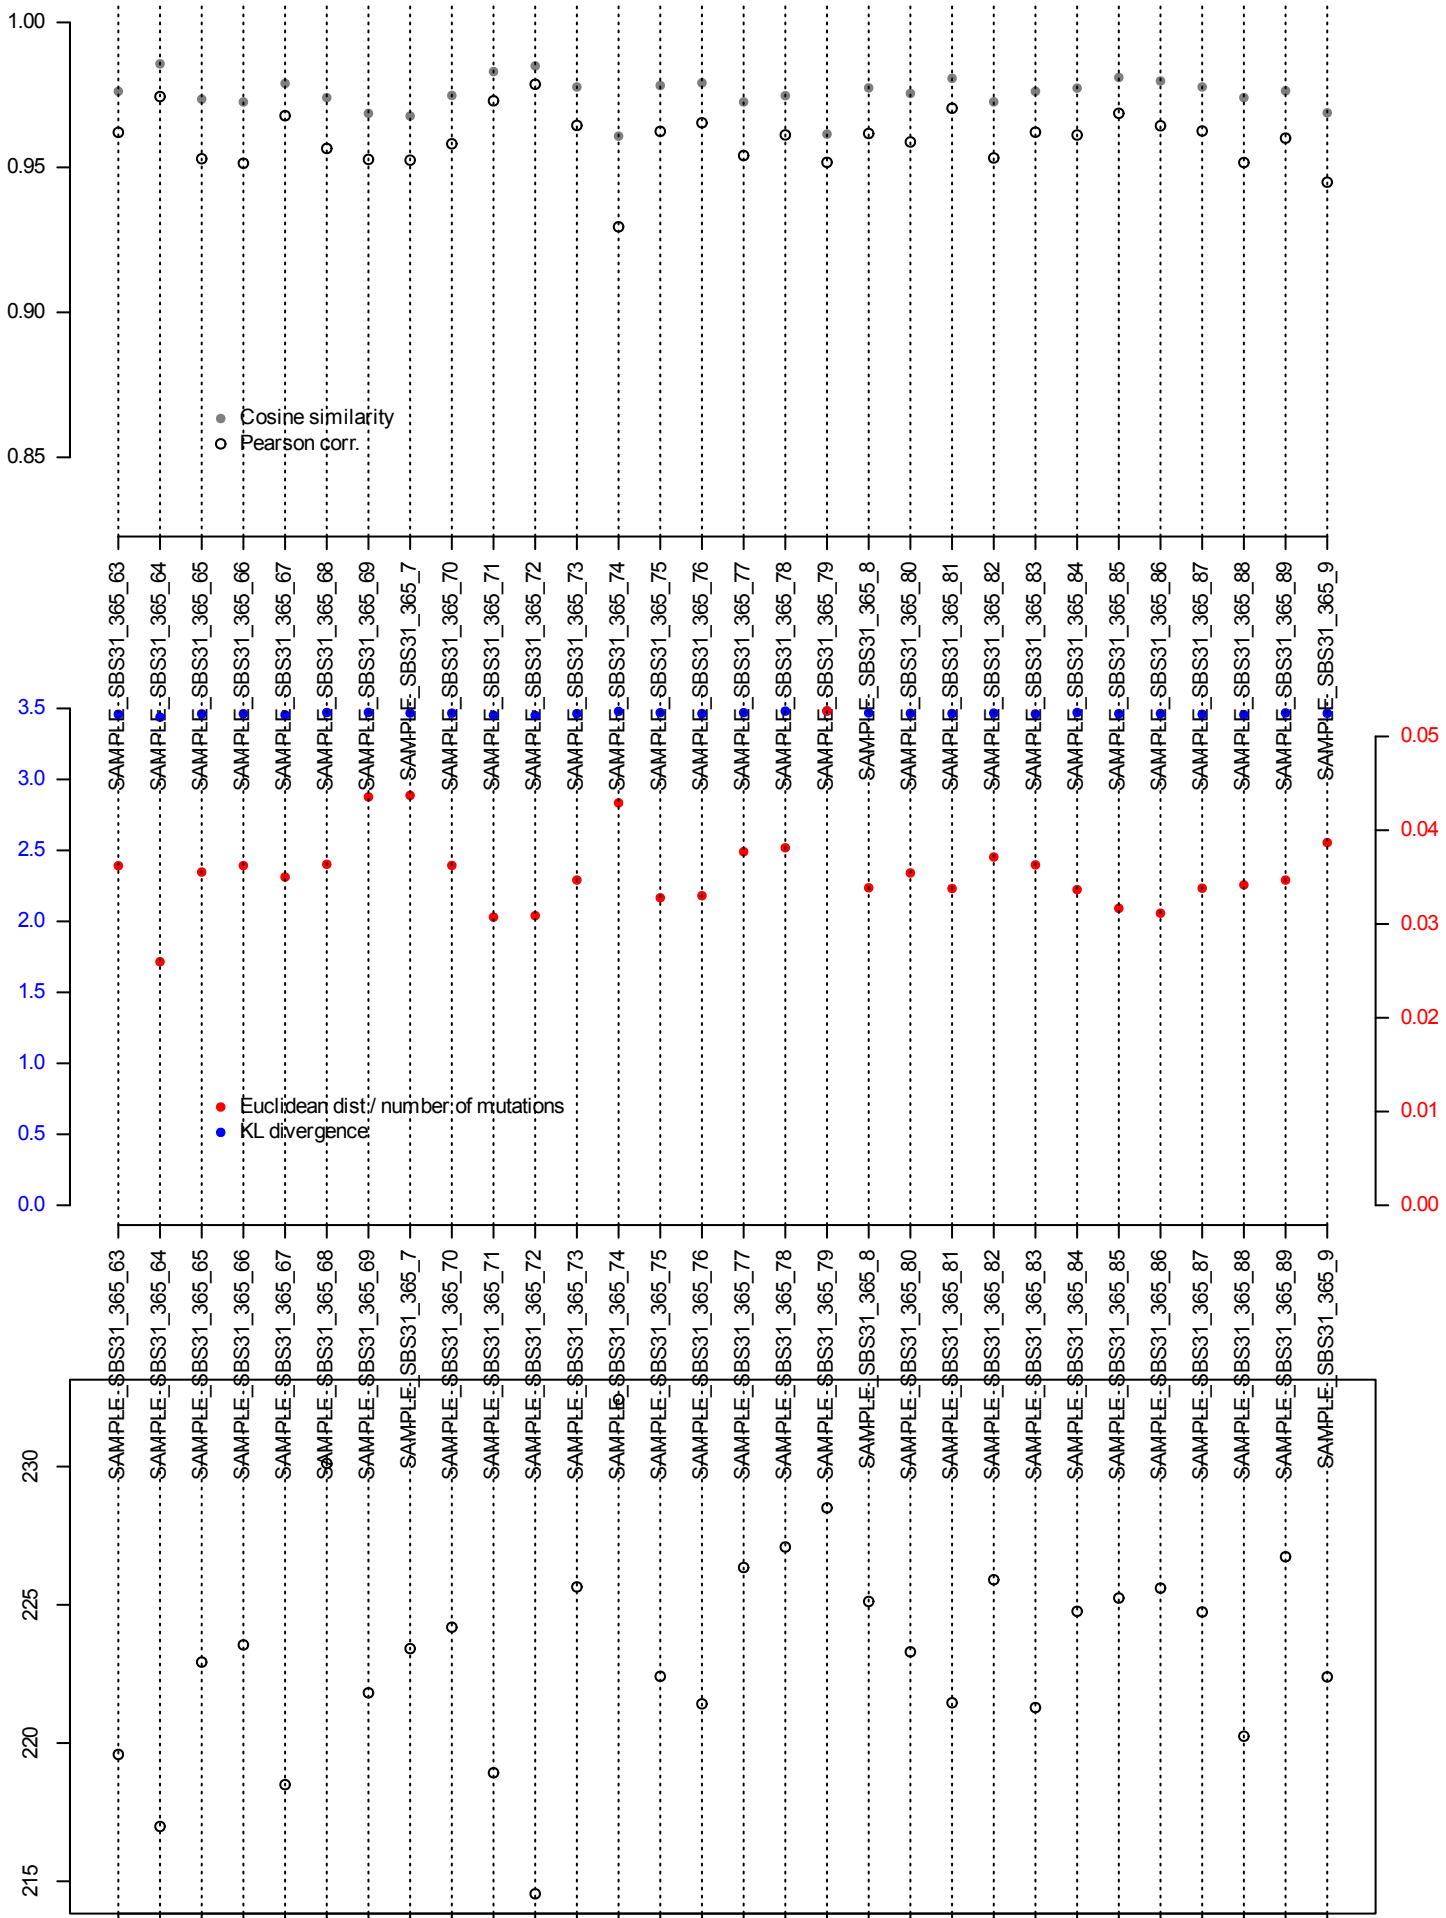 1.00
0.95
0.90
0.85
Cosine similarity
Pearson corr.
SAMPLE_SBS31_365_63
SAMPLE_SBS31_365_64
SAMPLE_SBS31_365_65
SAMPLE_SBS31_365_66
SAMPLE_SBS31_365_67
SAMPLE_SBS31_365_68
SAMPLE_SBS31_365_69
SAMPLE_SBS31_365_7
SAMPLE_SBS31_365_70
SAMPLE_SBS31_365_71
SAMPLE_SBS31_365_72
SAMPLE_SBS31_365_73
SAMPLE_SBS31_365_74
SAMPLE_SBS31_365_75
SAMPLE_SBS31_365_76
SAMPLE_SBS31_365_77
SAMPLE_SBS31_365_78
SAMPLE_SBS31_365_79
SAMPLE_SBS31_365_8
SAMPLE_SBS31_365_80
SAMPLE_SBS31_365_81
SAMPLE_SBS31_365_82
SAMPLE_SBS31_365_83
SAMPLE_SBS31_365_84
SAMPLE_SBS31_365_85
SAMPLE_SBS31_365_86
SAMPLE_SBS31_365_87
SAMPLE_SBS31_365_88
SAMPLE_SBS31_365_89
SAMPLE_SBS31_365_9
3.5
3.0
2.5
2.0
1.5
1.0
0.5
0.0
0.05
0.04
0.03
0.02
0.01
0.00
Euclidean dist./ number of mutations
KL divergence
SAMPLE_SBS31_365_63
SAMPLE_SBS31_365_64
SAMPLE_SBS31_365_65
SAMPLE_SBS31_365_66
SAMPLE_SBS31_365_67
SAMPLE_SBS31_365_68
SAMPLE_SBS31_365_69
SAMPLE_SBS31_365_7
SAMPLE_SBS31_365_70
SAMPLE_SBS31_365_71
SAMPLE_SBS31_365_72
SAMPLE_SBS31_365_73
SAMPLE_SBS31_365_74
SAMPLE_SBS31_365_75
SAMPLE_SBS31_365_76
SAMPLE_SBS31_365_77
SAMPLE_SBS31_365_78
SAMPLE_SBS31_365_79
SAMPLE_SBS31_365_8
SAMPLE_SBS31_365_80
SAMPLE_SBS31_365_81
SAMPLE_SBS31_365_82
SAMPLE_SBS31_365_83
SAMPLE_SBS31_365_84
SAMPLE_SBS31_365_85
SAMPLE_SBS31_365_86
SAMPLE_SBS31_365_87
SAMPLE_SBS31_365_88
SAMPLE_SBS31_365_89
SAMPLE_SBS31_365_9
230
225
220
215